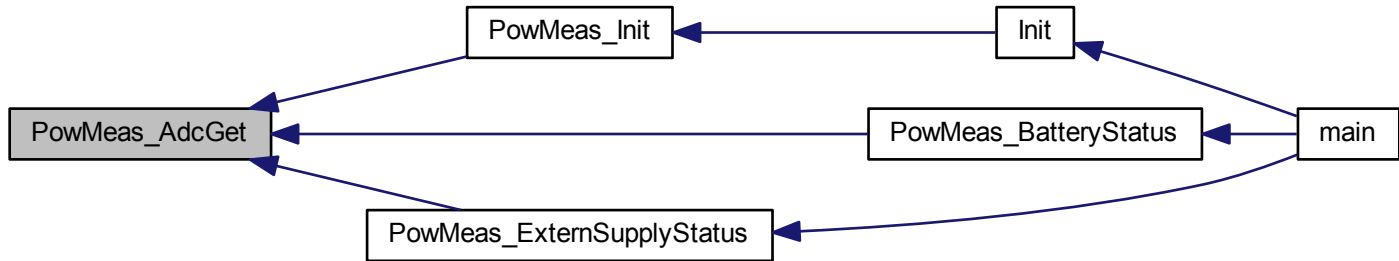 PowMeas_Init
Init
PowMeas_AdcGet
PowMeas_BatteryStatus
main
PowMeas_ExternSupplyStatus